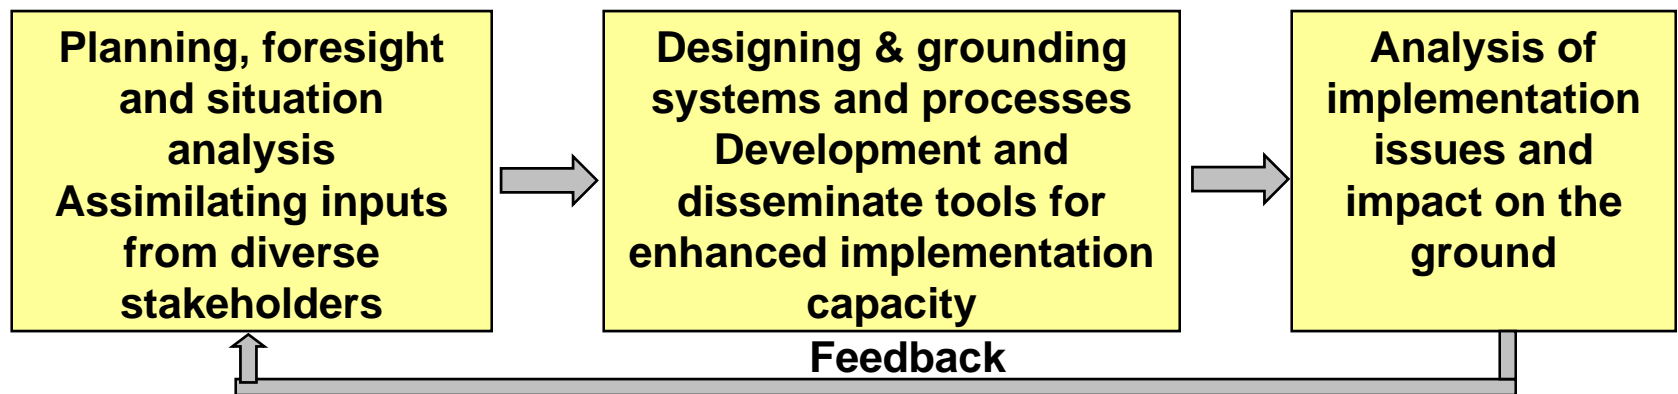 Planning, foresight
and situation
analysis
Assimilating inputs
from diverse
stakeholders
Designing & grounding
systems and processes
Development and
disseminate tools for
enhanced implementation
capacity
Analysis of
implementation
issues and
impact on the
ground
Feedback